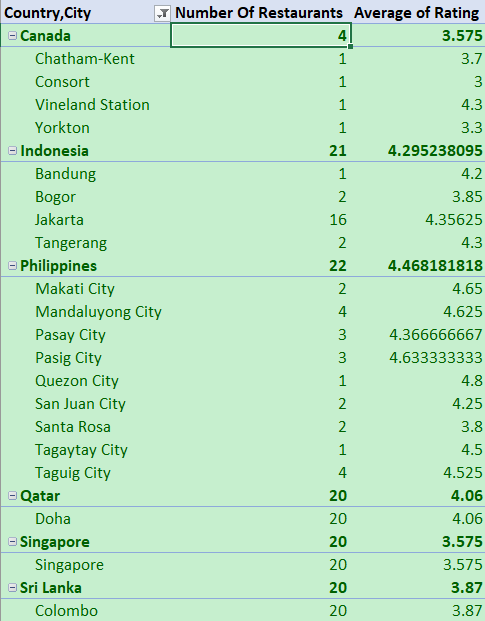 Country,City Number Of Restaurants Average of Rating
Canada 4 3.575
Chatham-Kent 1 3.7
Consort 1 3
Vineland Station 1 4.3
Yorkton 1 3.3
Indonesia 21 4.295238095
Bandung 1 4.2
Bogor 2 3.85
Jakarta 16 4.35625
Tangerang 2 4.3
Philippines 22 4.468181818
Makati City 2 4.65
Mandaluyong City 4 4.625
Pasay City 3 4.366666667
Pasig City 3 4.633333333
Quezon City 1 4.8
San Juan City 2 4.25
Santa Rosa 2 3.8
Tagaytay City 1 4.5
Taguig City 4 4.525
Qatar 20 4.06
Doha 20 4.06
Singapore 20 3.575
Singapore 20 3.575
Sri Lanka 20 3.87
Colombo 20 3.87